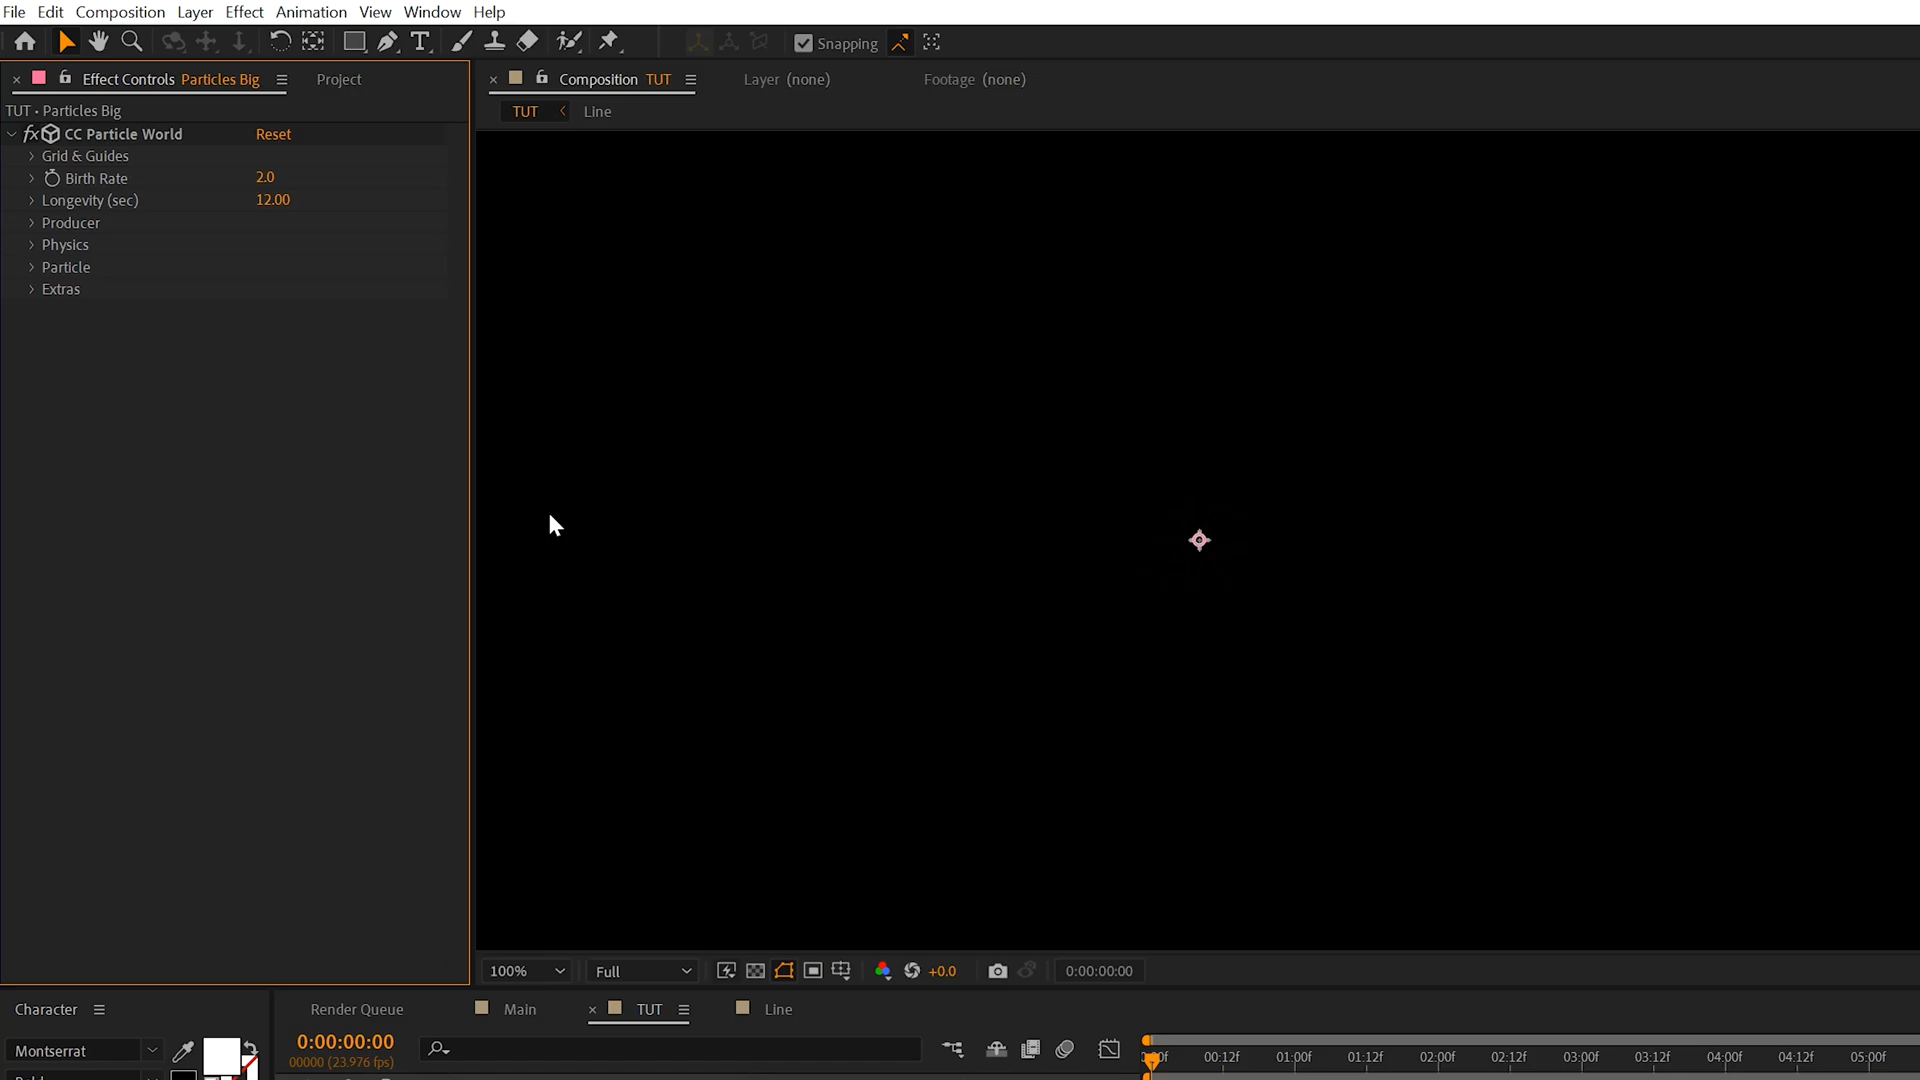 File Edit Composition Layer Effect Animation View Window Help
Snapping
Effect Controls Particles Big Project
Composition TUT Layer (none) Footage (none)
TUT • Particles Big
TUT Line
fx CC Particle World Reset
Grid & Guides
Birth Rate 2.0
Longevity (sec) 12.00
Producer
Physics
Particle
Extras
100% Full +0.0 0:00:00:00
Character Render Queue Main TUT Line
0:00:00:00
Montserrat
00000 (23.976 fps)
00:12f 01:00f 01:12f 02:00f 02:12f 03:00f 03:12f 04:00f 04:12f 05:00f